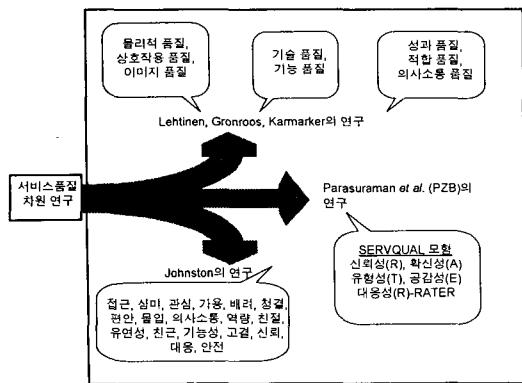 물리적 품질,
상호작용 품질,
이미지 품질
기술 품질,
기능 품질
성과 품질,
적합 품질,
의사소통 품질
Lehtinen, Gronroos, Karmarker의 연구
서비스품질
차원 연구
Parasuraman et al. (PZB)의
연구
SERVQUAL 모형
신뢰성(R), 확신성(A)
유형성(T), 공감성(E)
대응성(R)-RATER
Johnston의 연구
접근, 심미, 관심, 가용, 배려, 청결,
편안, 몰입, 의사소통, 역량, 친절,
유연성, 친근, 기능성, 고결, 신뢰,
대응, 안전